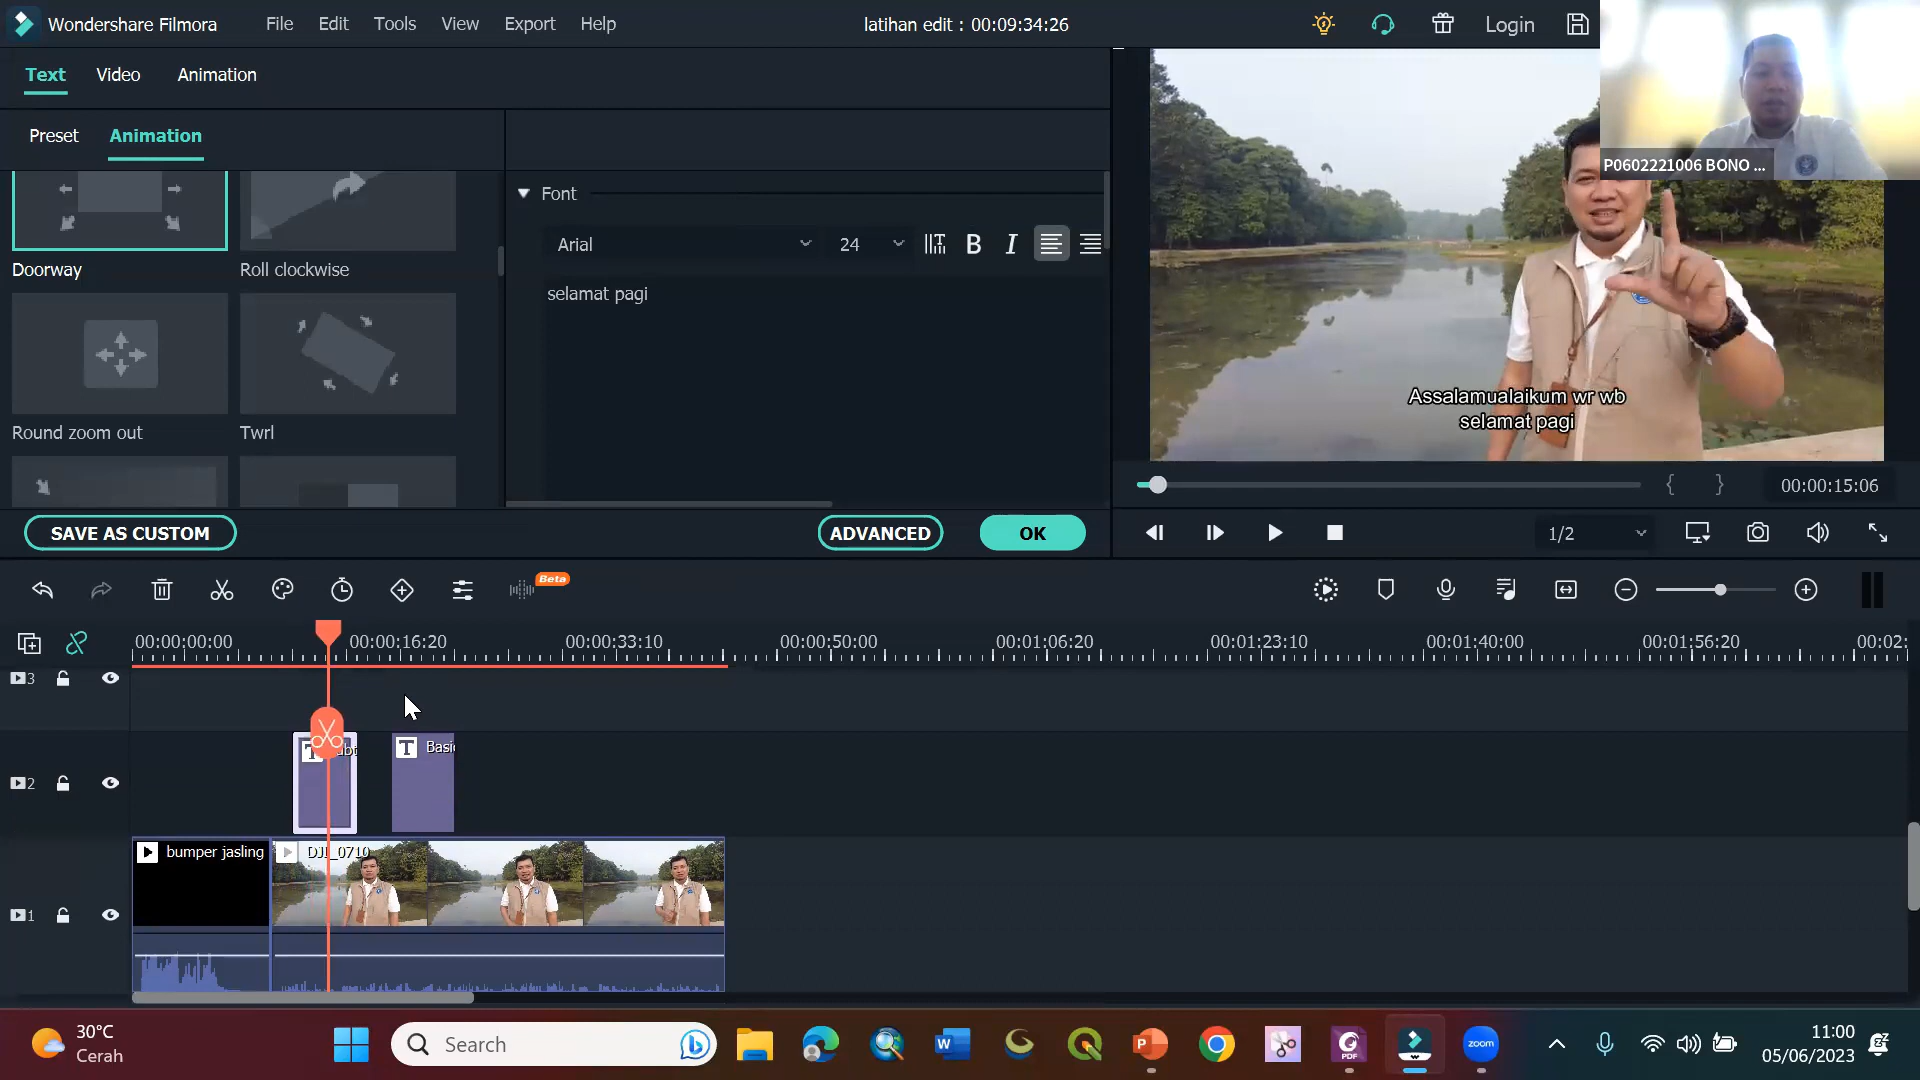 Wondershare Filmora
File Edit Tools View Export Help
latihan edit : 00:09:34:26
Login
Text Video Animation
Preset Animation
P0602221006 BONO ...
Font
Arial 24 B I
selamat pagi
Doorway Roll clockwise
Round zoom out Twrl
Assalamualaikum wr wb
selamat pagi
{ } 00:00:15:06
SAVE AS CUSTOM ADVANCED OK
1/2
Beta
00:00:00:00 00:00:16:20 00:00:33:10 00:00:50:00 00:01:06:20 00:01:23:10 00:01:40:00 00:01:56:20 00:02:
3
T T Basi
2
bumper jasling DJI_0710
1
30°C
Cerah
Search
W
P
PDF
zoom
11:00
05/06/2023